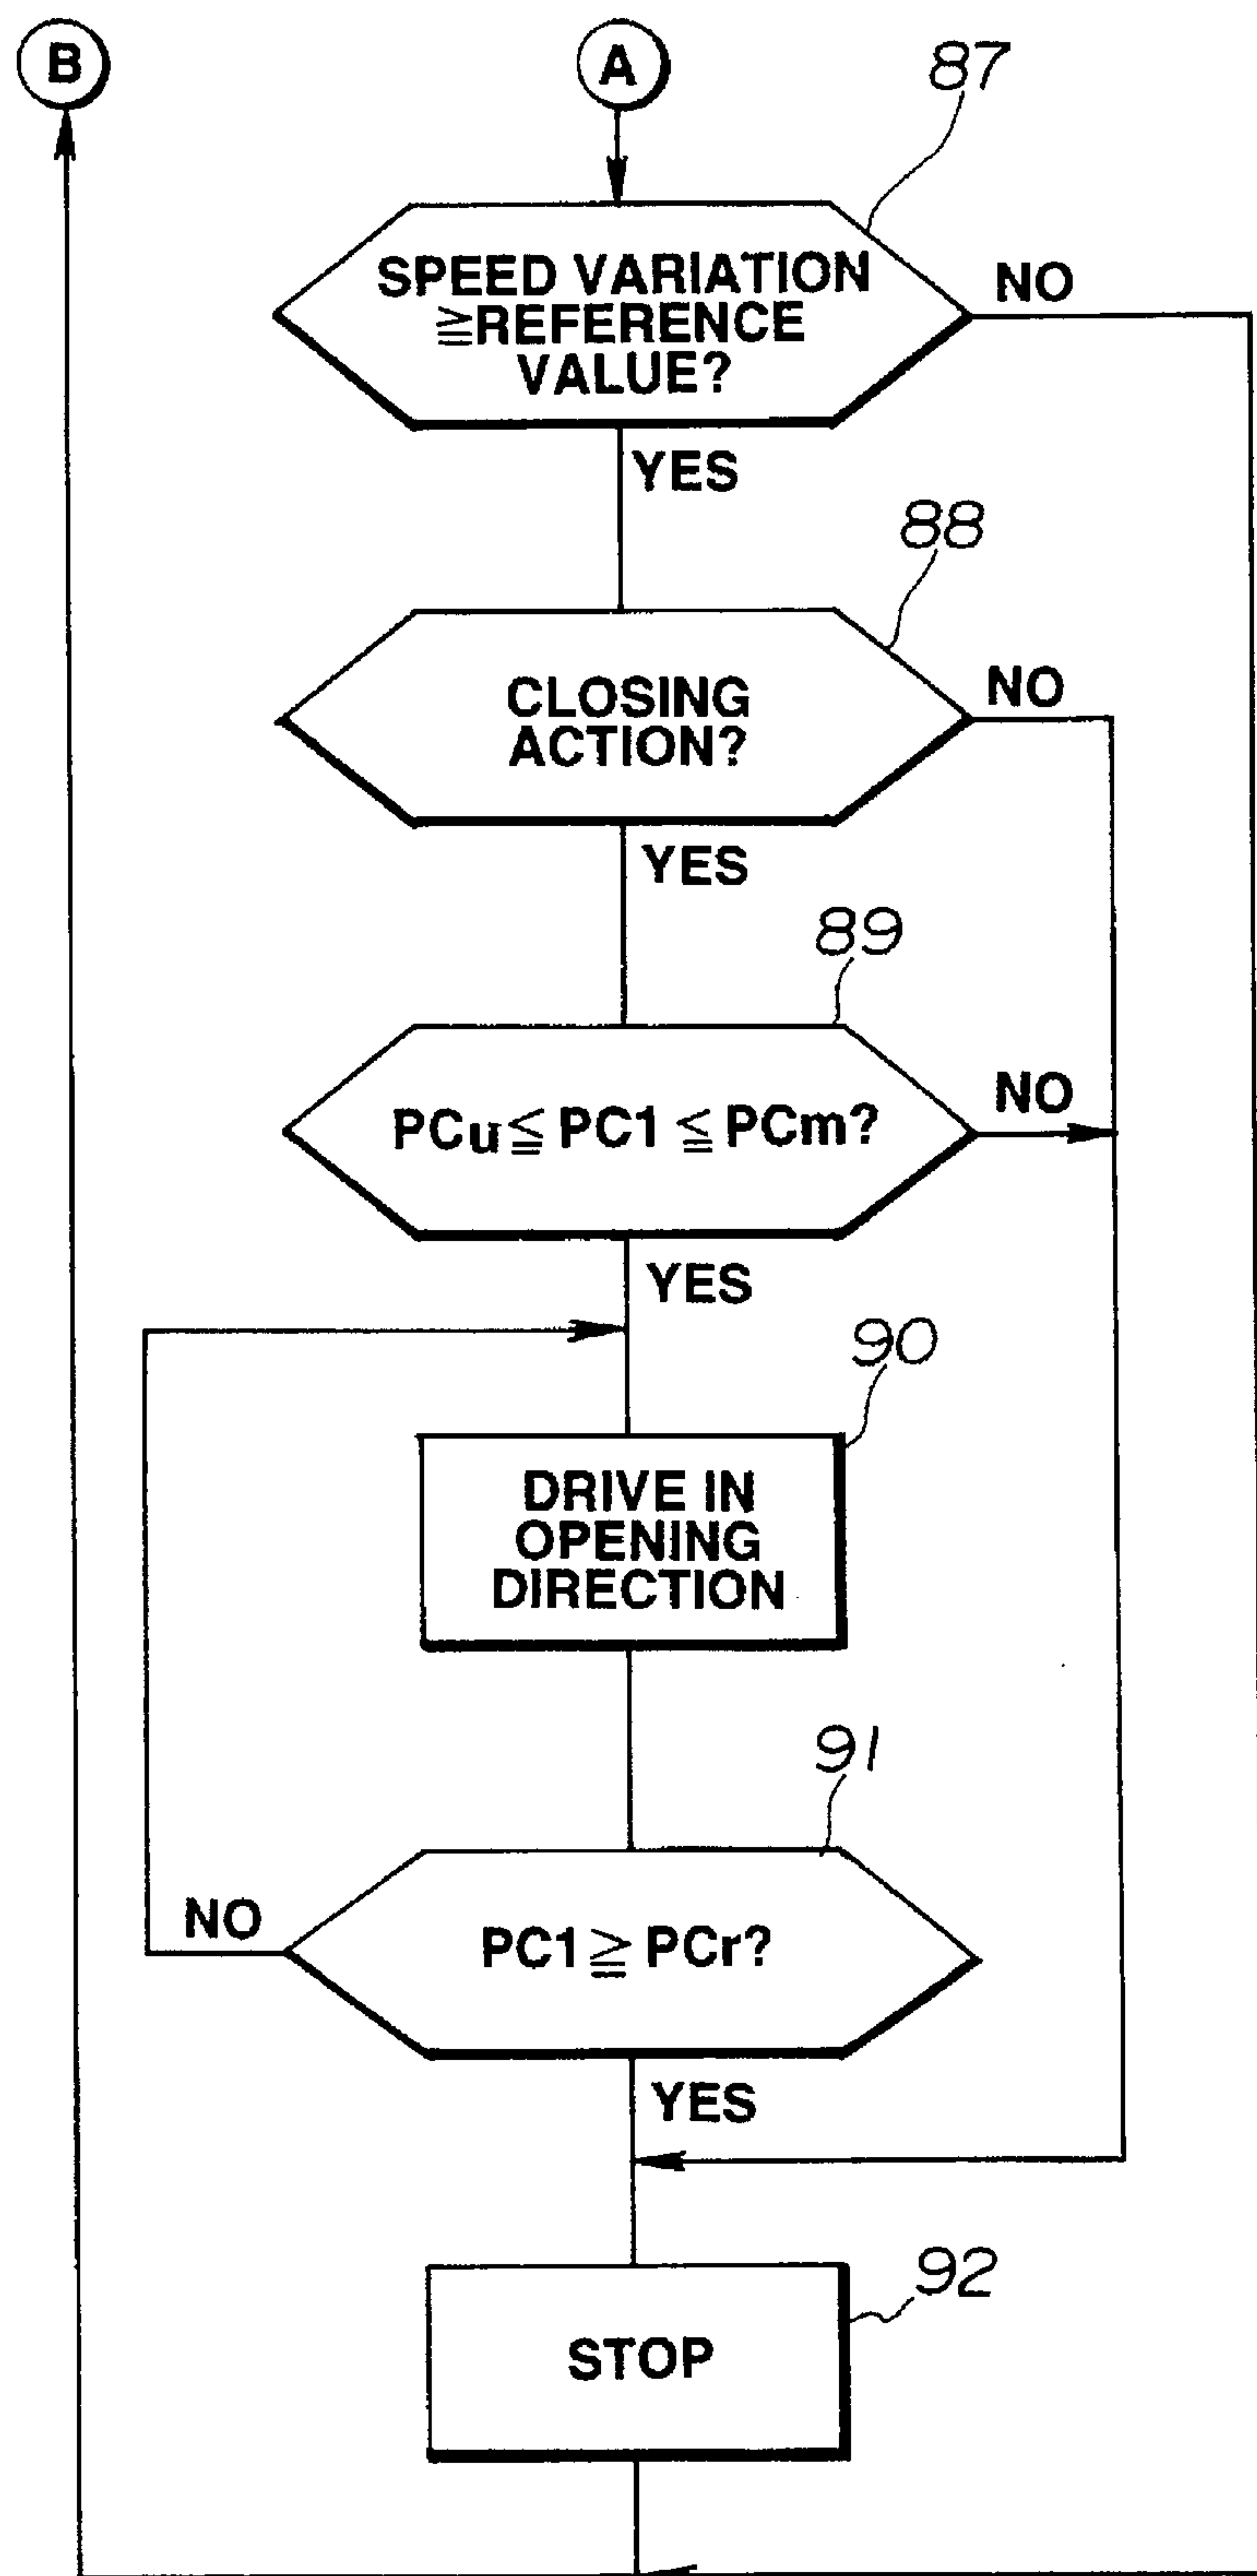 B
A
87
SPEED VARIATION
≧REFERENCE
VALUE?
NO
YES
88
CLOSING
ACTION?
NO
YES
89
PCu≦ PC1 ≦PCm?
NO
YES
90
DRIVE IN
OPENING
DIRECTION
91
PC1≧ PCr?
NO
YES
92
STOP